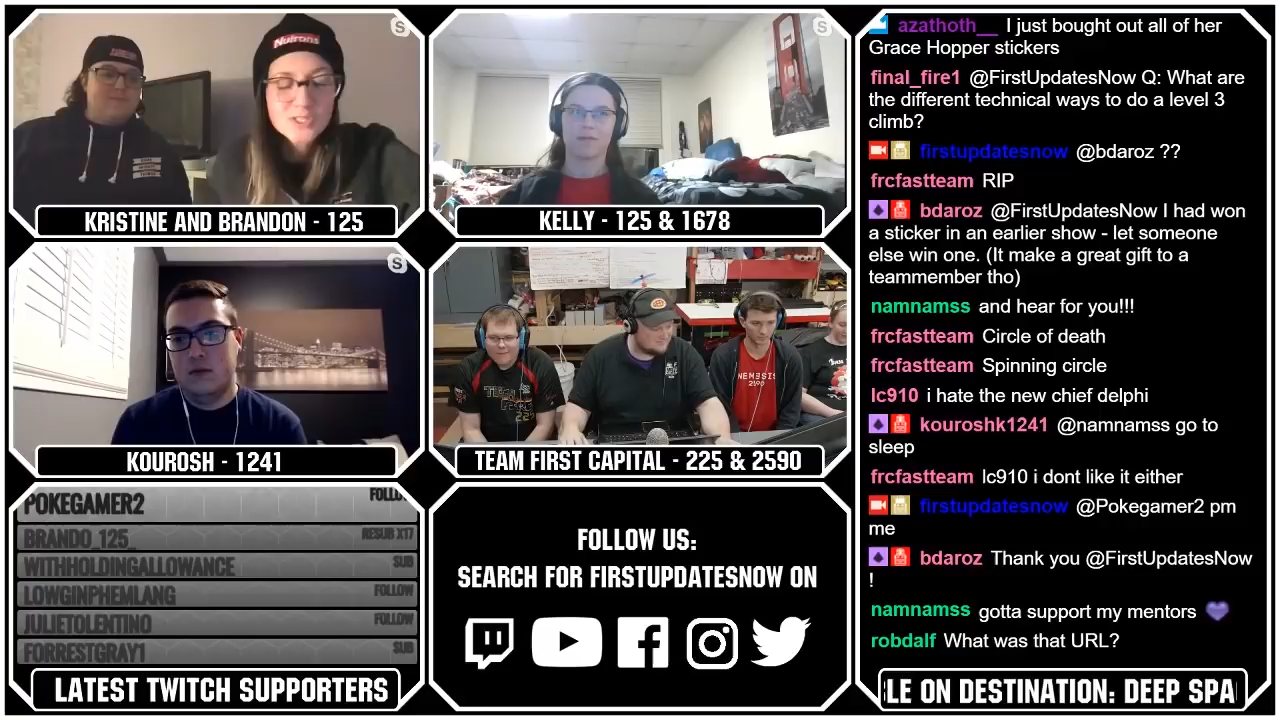 Nutrons
KRISTINE AND BRANDON - 125
KELLY - 125 & 1678
KOUROSH - 1241
NEMESIS
2590
TEAM FIRST CAPITAL - 225 & 2590
POKEGAMER2 FOLLOW
BRANDO_125_ RESUB X17
WITHHOLDINGALLOWANCE SUB
LOWGINPHEMLANG FOLLOW
JULIETOLENTINO FOLLOW
FORRESTGRAY1 SUB
LATEST TWITCH SUPPORTERS
FOLLOW US:
SEARCH FOR FIRSTUPDATESNOW ON
azathoth__ I just bought out all of her
Grace Hopper stickers
final_fire1 @FirstUpdatesNow Q: What are
the different technical ways to do a level 3
climb?
firstupdatesnow @bdaroz ??
frcfastteam RIP
bdaroz @FirstUpdatesNow I had won
a sticker in an earlier show - let someone
else win one. (It make a great gift to a
teammember tho)
namnamss and hear for you!!!
frcfastteam Circle of death
frcfastteam Spinning circle
lc910 i hate the new chief delphi
kouroshk1241 @namnamss go to
sleep
frcfastteam lc910 i dont like it either
firstupdatesnow @Pokegamer2 pm
me
bdaroz Thank you @FirstUpdatesNow
!
namnamss gotta support my mentors
robdalf What was that URL?
LE ON DESTINATION: DEEP SPA